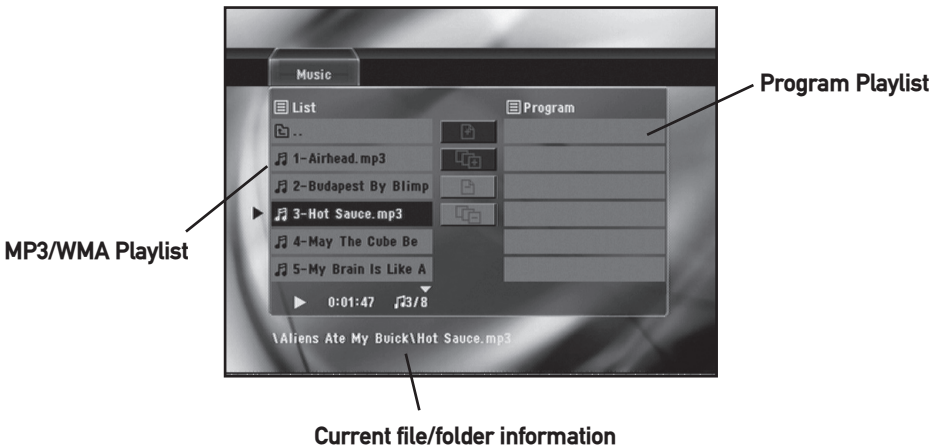 Music
Program Playlist
List
Program
..
1-Airhead.mp3
2-Budapest By Blimp
3-Hot Sauce.mp3
MP3/WMA Playlist
4-May The Cube Be
5-My Brain Is Like A
0:01:47 3/8
\Aliens Ate My Buick\Hot Sauce.mp3
Current file/folder information